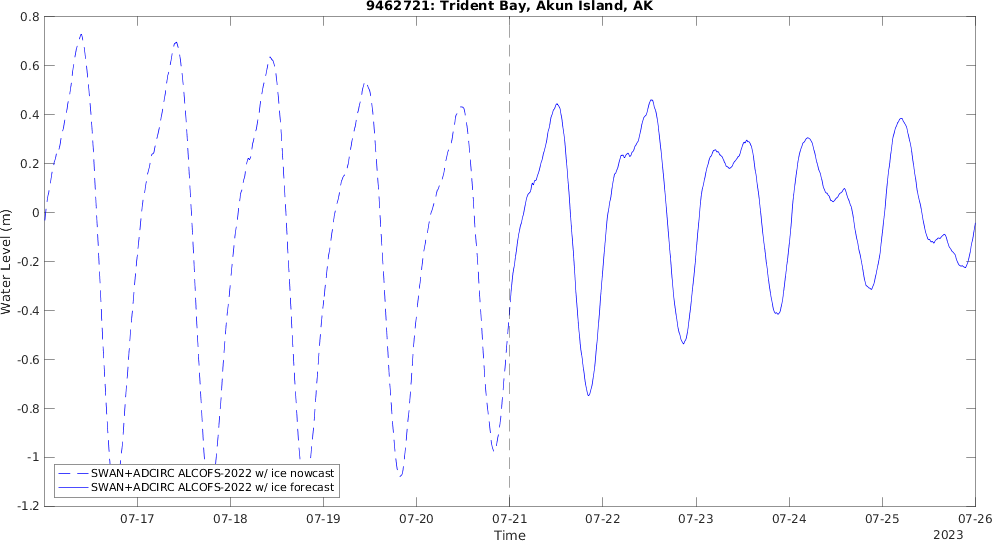 9462721: Trident Bay, Akun Island, AK
0.8
0.6
0.4
0.2
0
-0.2
-0.4
-0.6
-0.8
-1
-1.2
Water Level (m)
SWAN+ADCIRC ALCOFS-2022 w/ ice nowcast
SWAN+ADCIRC ALCOFS-2022 w/ ice forecast
07-17 07-18 07-19 07-20 07-21 07-22 07-23 07-24 07-25 07-26
Time
2023